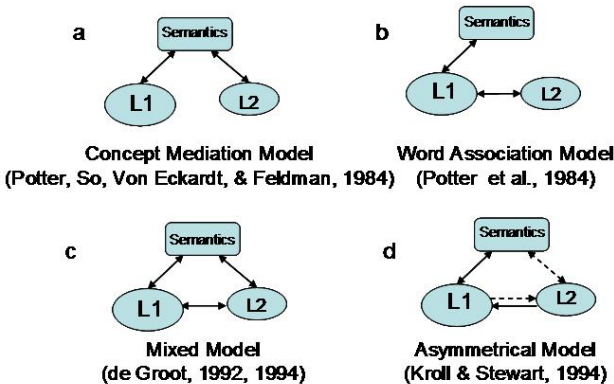 a
Semantics
L1
L2
Concept Mediation Model
(Potter, So, Von Eckardt, & Feldman, 1984)
b
Semantics
L1
L2
Word Association Model
(Potter et al., 1984)
c
Semantics
L1
L2
Mixed Model
(de Groot, 1992, 1994)
d
Semantics
L1
L2
Asymmetrical Model
(Kroll & Stewart, 1994)